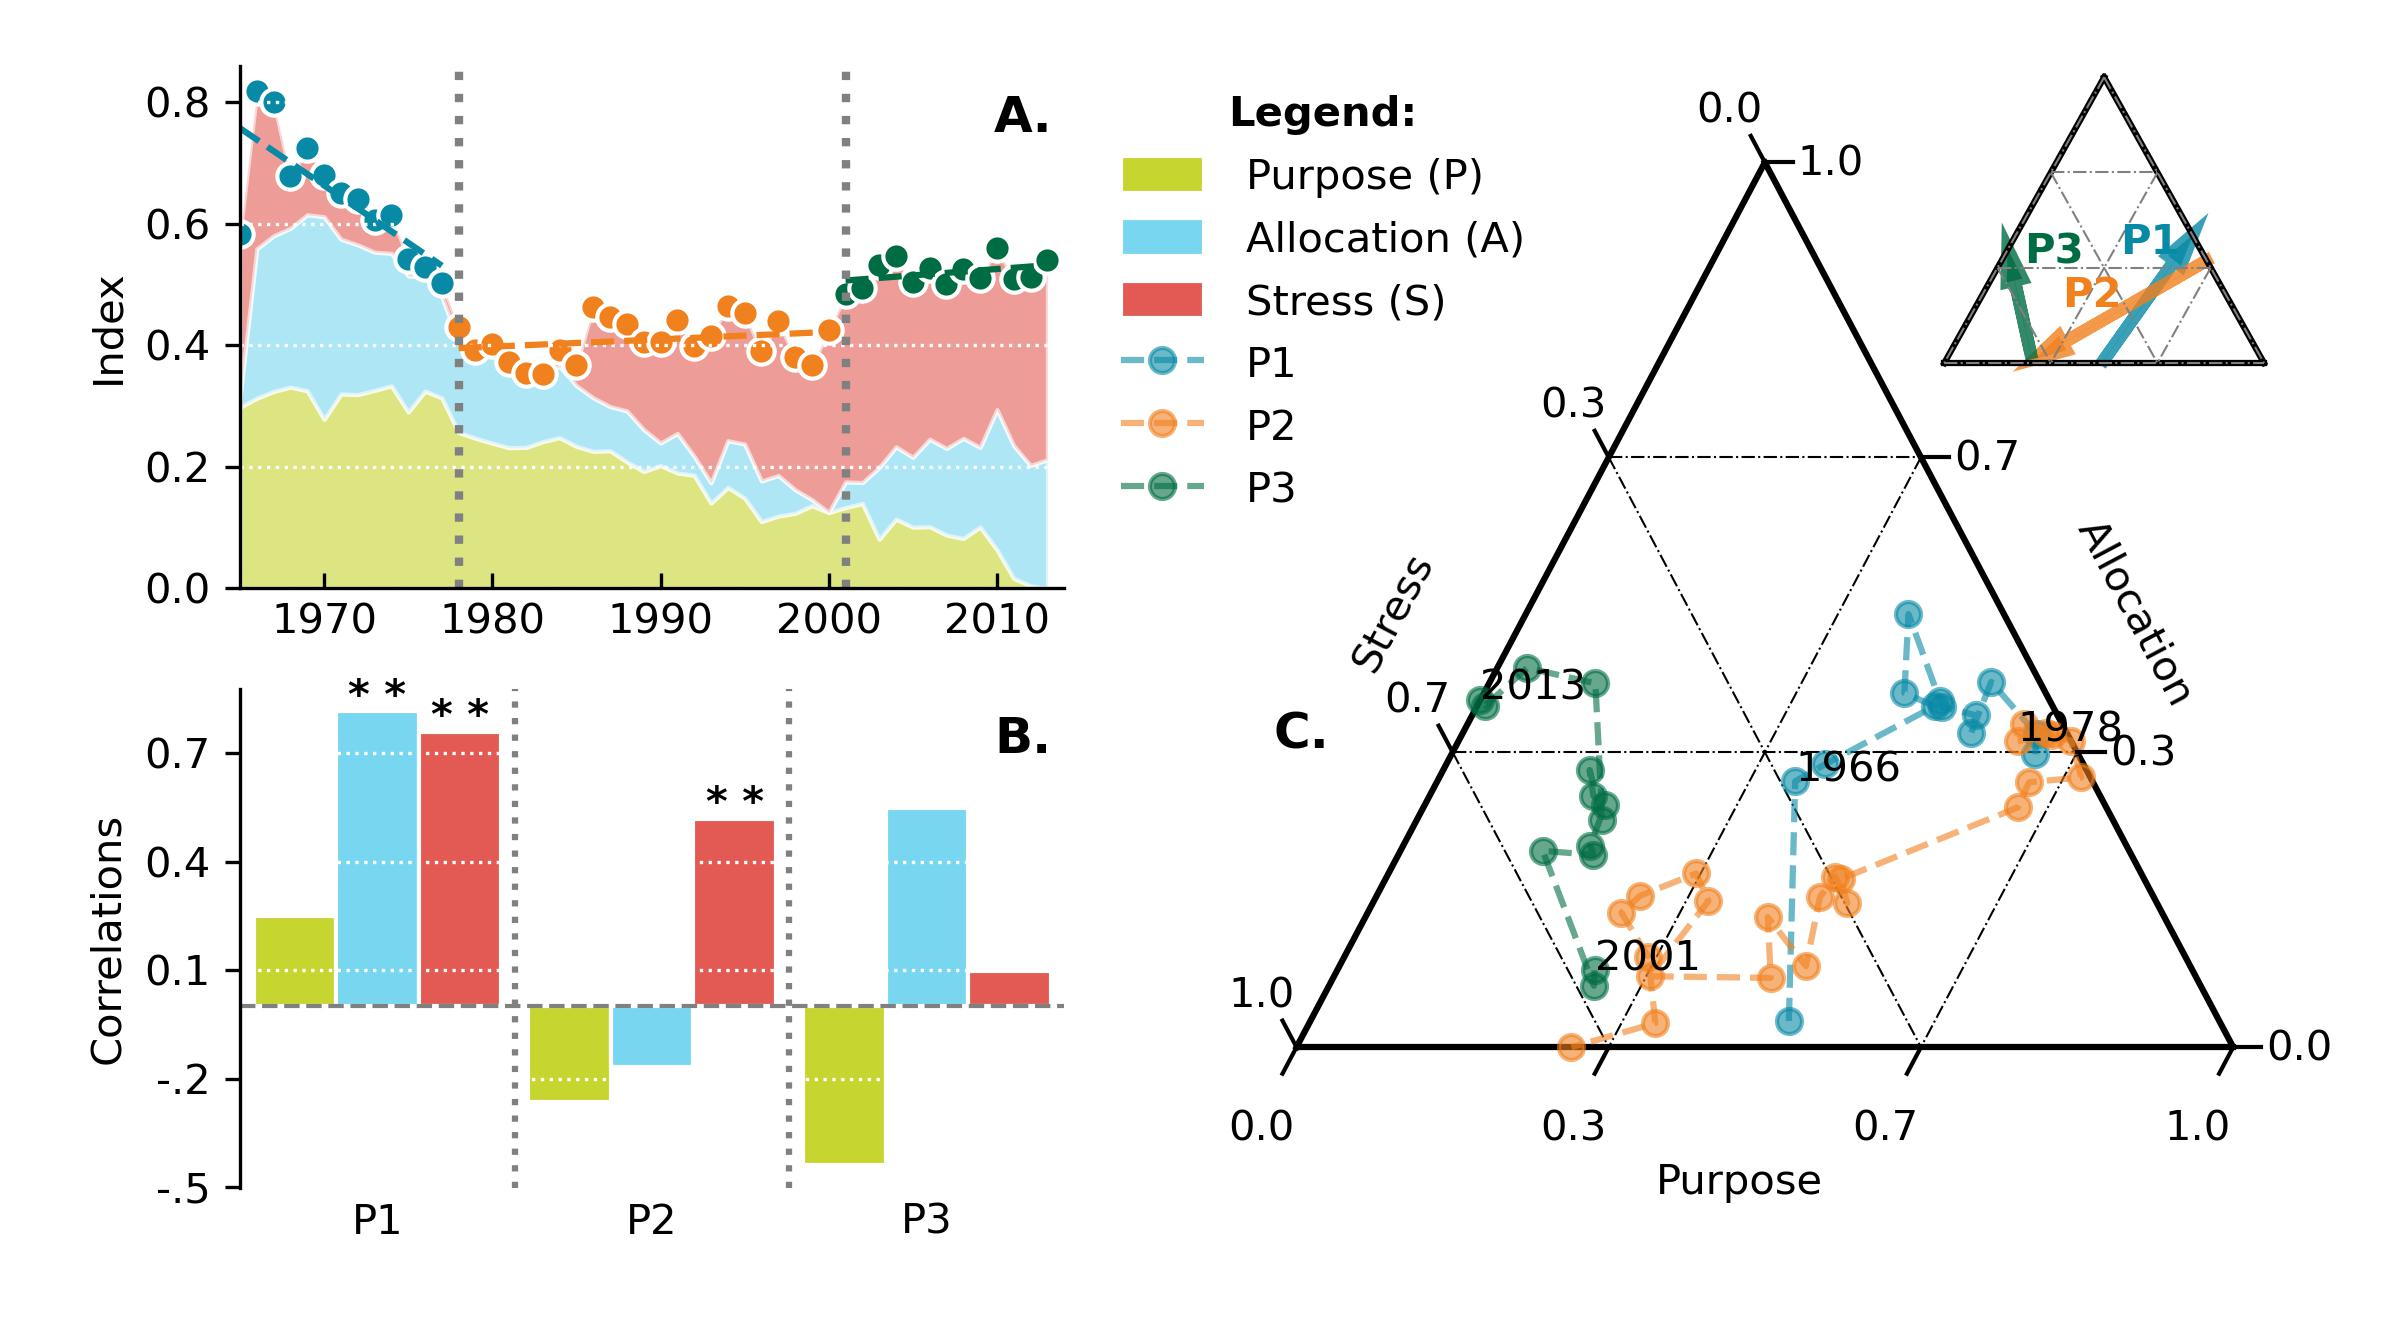 0.8
0.6
0.4
0.2
0.0
Index
A.
1970 1980 1990 2000 2010
Legend:
Purpose (P)
Allocation (A)
Stress (S)
P1
P2
P3
* *
* *
* *
0.7
0.4
0.1
-.2
-.5
Correlations
B.
P1 P2 P3
C.
0.0
1.0
0.3
0.7
0.7
0.3
1.0
0.0
Stress
Allocation
2013
1978
1966
2001
0.0 0.3 0.7 1.0
Purpose
P3
P1
P2